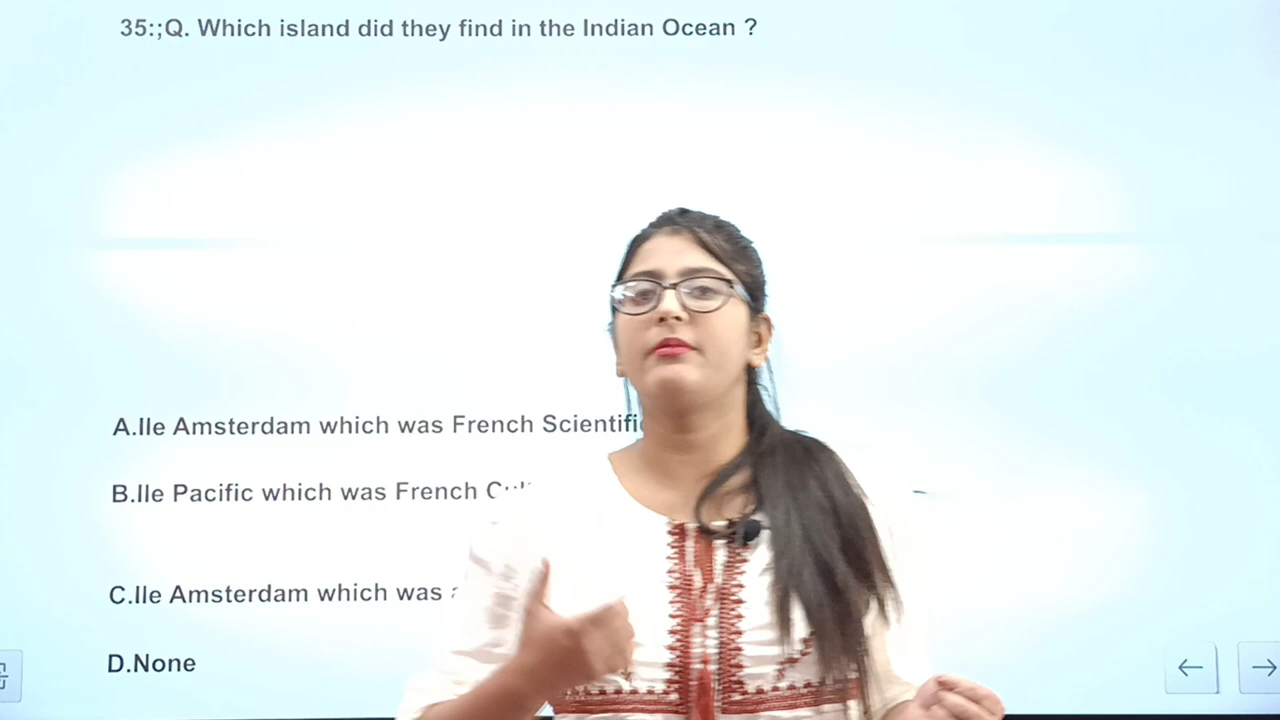 35:;Q. Which island did they find in the Indian Ocean ?
A.Ile Amsterdam which was French
B.Ile Pacific which was French
C.Ile Amsterdam which was
D.None